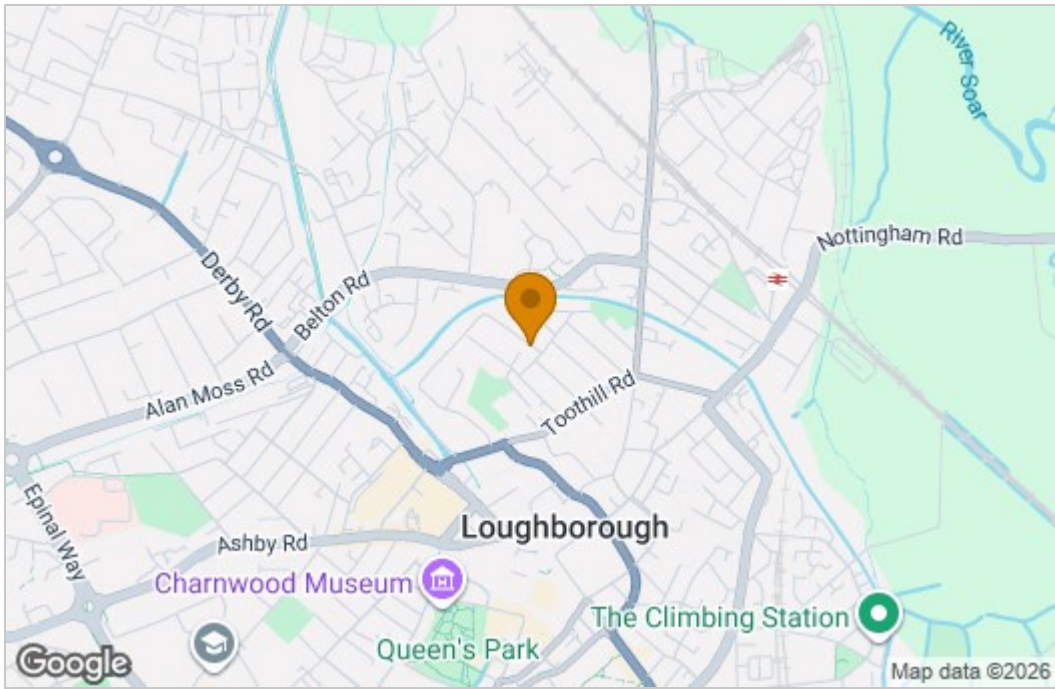 River Soar
Nottingham Rd
Derby Rd
Belton Rd
Alan Moss Rd
Toothill Rd
Epinal Way
Ashby Rd
Loughborough
Charnwood Museum
The Climbing Station
Queen's Park
Google
Map data ©2026